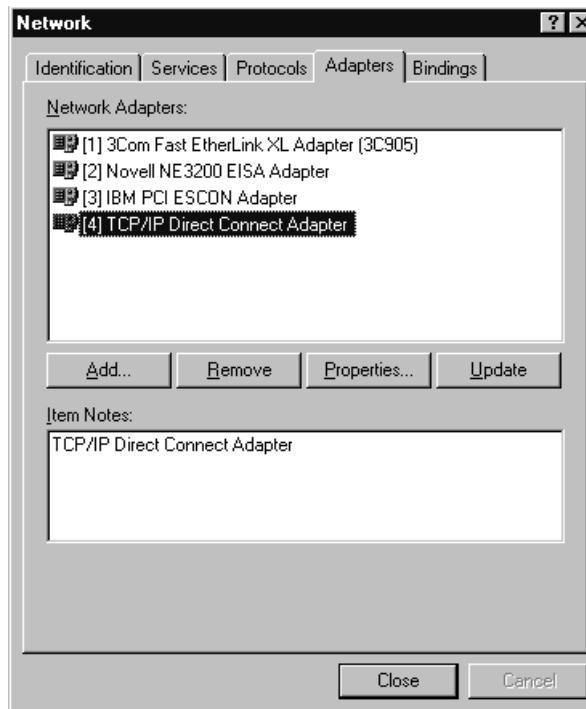 Network
Identification Services Protocols Adapters Bindings
Network Adapters:
[1] 3Com Fast EtherLink XL Adapter (3C905)
[2] Novell NE3200 EISA Adapter
[3] IBM PCI ESCON Adapter
[4] TCP/IP Direct Connect Adapter
Add... Remove Properties... Update
Item Notes:
TCP/IP Direct Connect Adapter
Close Cancel